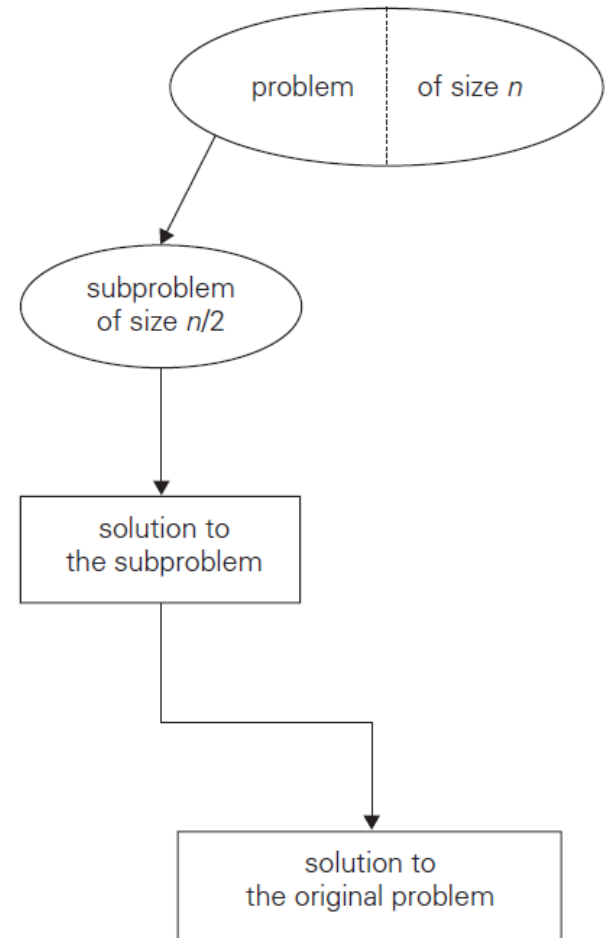 problem of size n
subproblem
of size n/2
solution to
the subproblem
solution to
the original problem